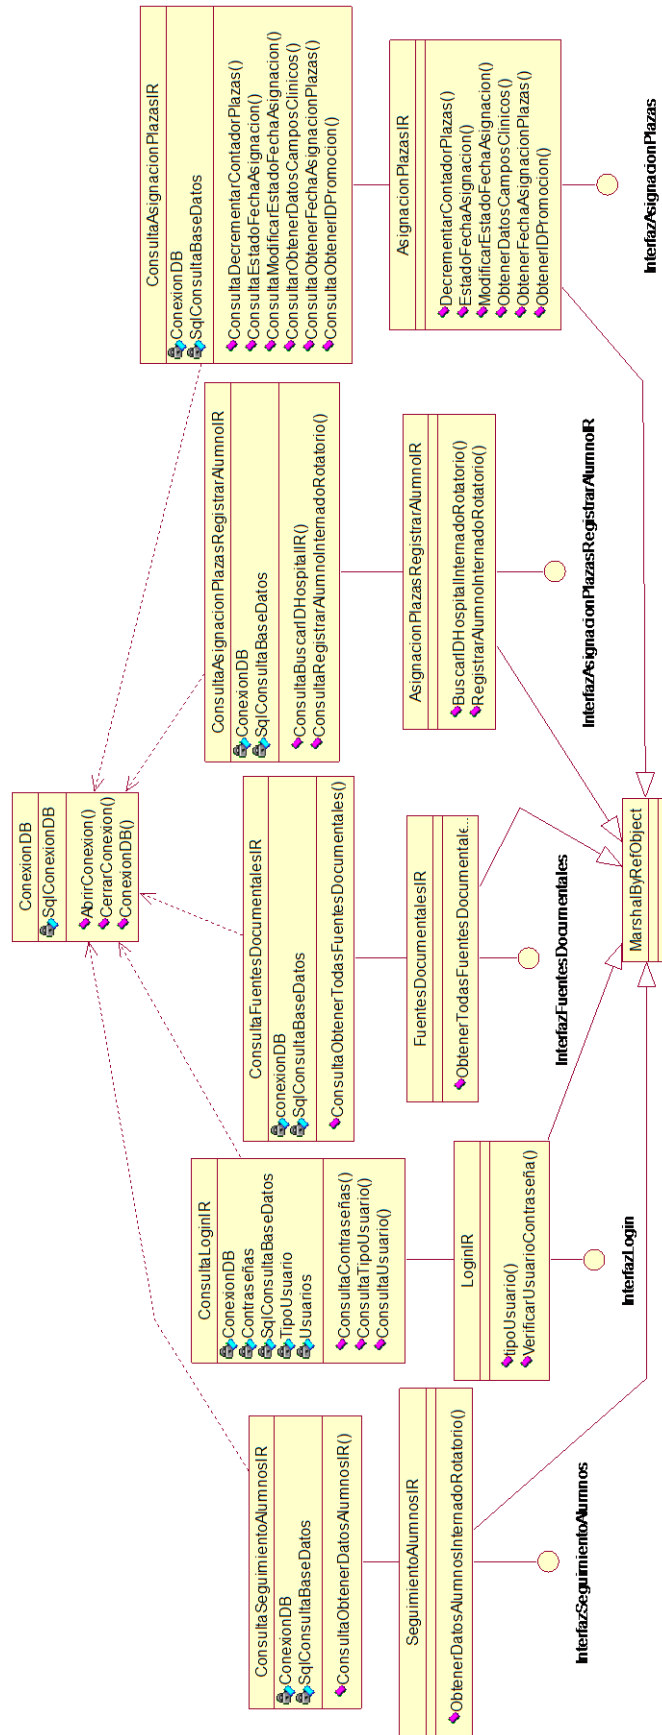 ConexionDB
SqlConexionDB
AbrirConexion()
CerrarConexion()
ConexionDB()
ConsultaSeguimientoAlumnosIR
ConexionDB
SqlConsultaBaseDatos
ConsultaObtenerDatosAlumnosIR()
ConsultaLoginIR
ConexionDB
Contraseñas
SqlConsultaBaseDatos
TipoUsuario
Usuarios
ConsultaContraseñas()
ConsultaTipoUsuario()
ConsultaUsuario()
ConsultaFuentesDocumentalesIR
conexionDB
SqlConsultaBaseDatos
ConsultaObtenerTodasFuentesDocumentales()
ConsultaAsignacionPlazasRegistrarAlumnoIR
ConexionDB
SqlConsultaBaseDatos
ConsultaBuscarIDHospitalIR()
ConsultaRegistrarAlumnoInternadoRotatorio()
ConsultaAsignacionPlazasIR
ConexionDB
SqlConsultaBaseDatos
ConsultaDecrementarContadorPlazas()
ConsultaEstadoFechaAsignacion()
ConsultaModificarEstadoFechaAsignacion()
ConsultarObtenerDatosCamposClinicos()
ConsultaObtenerFechaAsignacionPlazas()
ConsultaObtenerIDPromocion()
SeguimientoAlumnosIR
ObtenerDatosAlumnosInternadoRotatorio()
InterfazSeguimientoAlumnos
LoginIR
tipoUsuario()
VerificarUsuarioContraseña()
InterfazLogin
FuentesDocumentalesIR
ObtenerTodasFuentesDocumentale...
InterfazFuentesDocumentales
AsignacionPlazasRegistrarAlumnoIR
BuscarIDHospitalInternadoRotatorio()
RegistrarAlumnoInternadoRotatorio()
InterfazAsignacionPlazasRegistrarAlumnoIR
AsignacionPlazasIR
DecrementarContadorPlazas()
EstadoFechaAsignacion()
ModificarEstadoFechaAsignacion()
ObtenerDatosCamposClinicos()
ObtenerFechaAsignacionPlazas()
ObtenerIDPromocion()
InterfazAsignacionPlazas
MarshalByRefObject